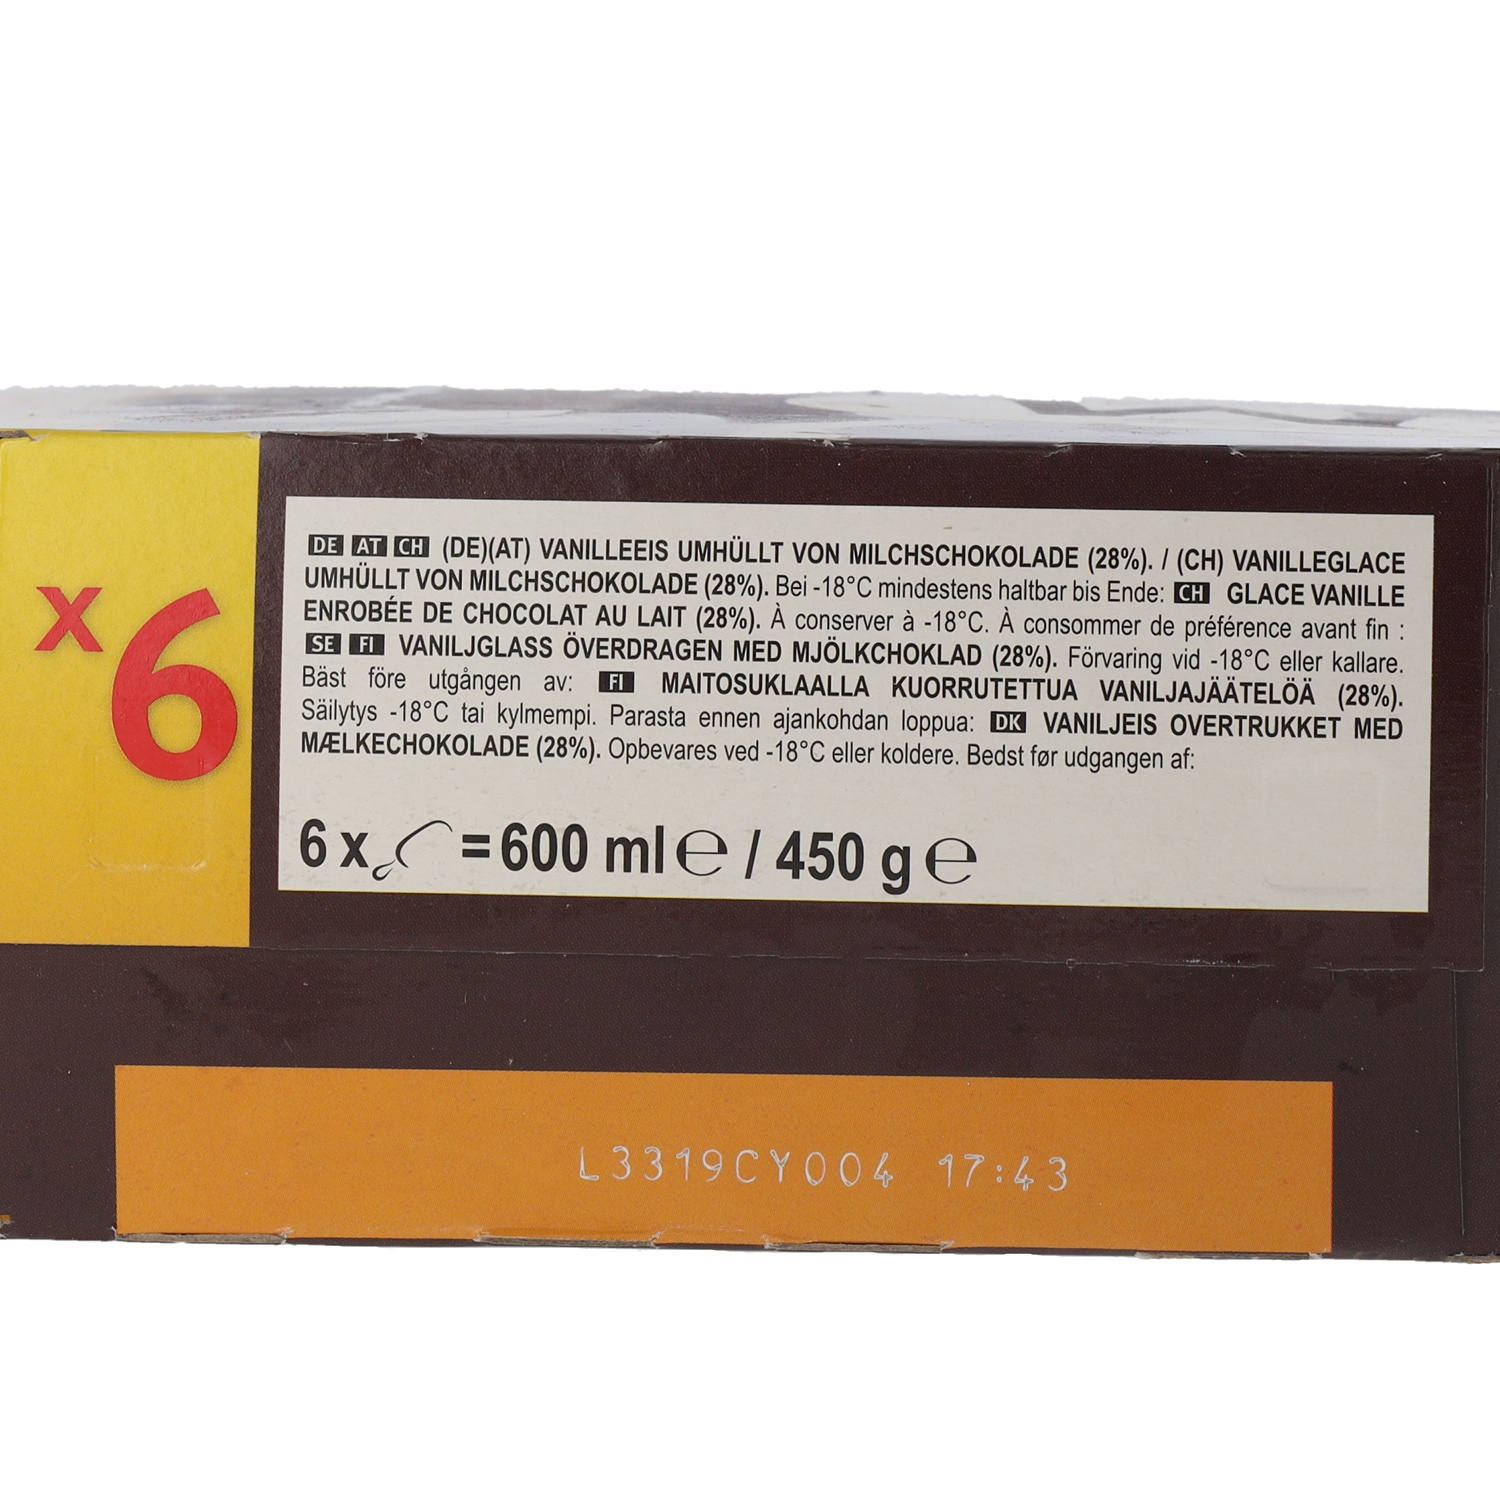 x6
DE AT CH (DE)(AT) VANILLEEIS UMHÜLLT VON MILCHSCHOKOLADE (28%). / (CH) VANILLEGLACE
UMHÜLLT VON MILCHSCHOKOLADE (28%). Bei -18°C mindestens haltbar bis Ende: CH GLACE VANILLE
ENROBÉE DE CHOCOLAT AU LAIT (28%). À conserver à -18°C. À consommer de préférence avant fin :
SE FI VANILJGLASS ÖVERDRAGEN MED MJÖLKCHOKLAD (28%). Förvaring vid -18°C eller kallare.
Bäst före utgången av: FI MAITOSUKLAALLA KUORRUTETTUA VANILJAJÄÄTELÖÄ (28%).
Säilytys -18°C tai kylmempi. Parasta ennen ajankohdan loppua: DK VANILJEIS OVERTRUKKET MED
MÆLKECHOKOLADE (28%). Opbevares ved -18°C eller koldere. Bedst før udgangen af:
6 x = 600 ml ℮ / 450 g ℮
L3319CY004 17:43